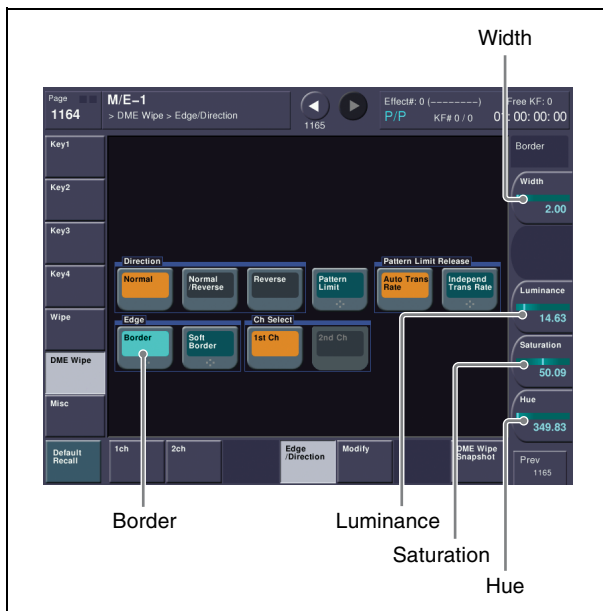 Width
Page
1164
M/E–1
> DME Wipe > Edge/Direction
1165
Effect#: 0 (––––––––)
Free KF: 0
P/P
KF# 0 / 0
01: 00: 00: 00
Key1
Key2
Key3
Key4
Wipe
DME Wipe
Misc
Default
Recall
Border
Width
2.00
Luminance
14.63
Saturation
50.09
Hue
349.83
Prev
1165
Direction
Normal
Normal
/Reverse
Reverse
Pattern
Limit
Pattern Limit Release
Auto Trans
Rate
Independ
Trans Rate
Edge
Border
Soft
Border
Ch Select
1st Ch
2nd Ch
1ch
2ch
Edge
/Direction
Modify
DME Wipe
Snapshot
Border
Luminance
Saturation
Hue